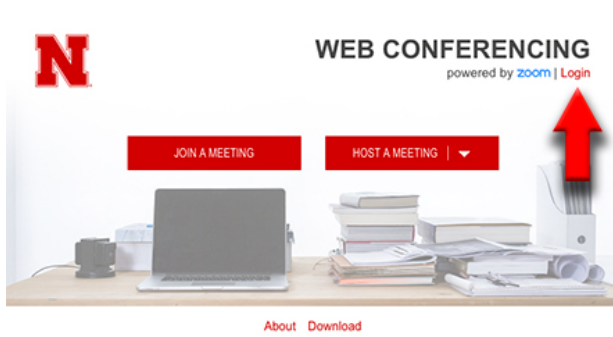 N
WEB CONFERENCING
powered by zoom | Login
JOIN A MEETING
HOST A MEETING |
About Download